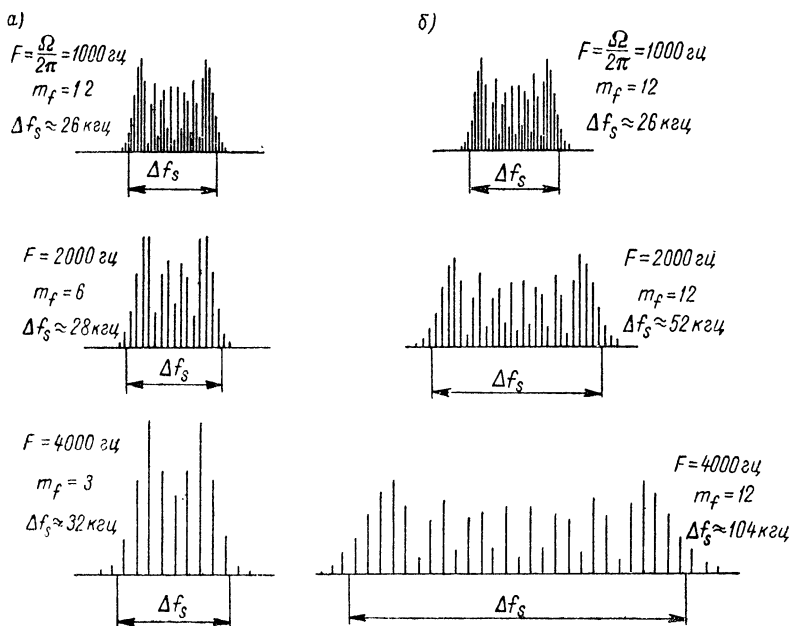 а)
F = Ω/2π = 1000 гц
m_f = 12
Δf_s ≈ 26 кгц
Δf_s
F = 2000 гц
m_f = 6
Δf_s ≈ 28 кгц
Δf_s
F = 4000 гц
m_f = 3
Δf_s ≈ 32 кгц
Δf_s
б)
F = Ω/2π = 1000 гц
m_f = 12
Δf_s ≈ 26 кгц
Δf_s
F = 2000 гц
m_f = 12
Δf_s ≈ 52 кгц
Δf_s
F = 4000 гц
m_f = 12
Δf_s ≈ 104 кгц
Δf_s